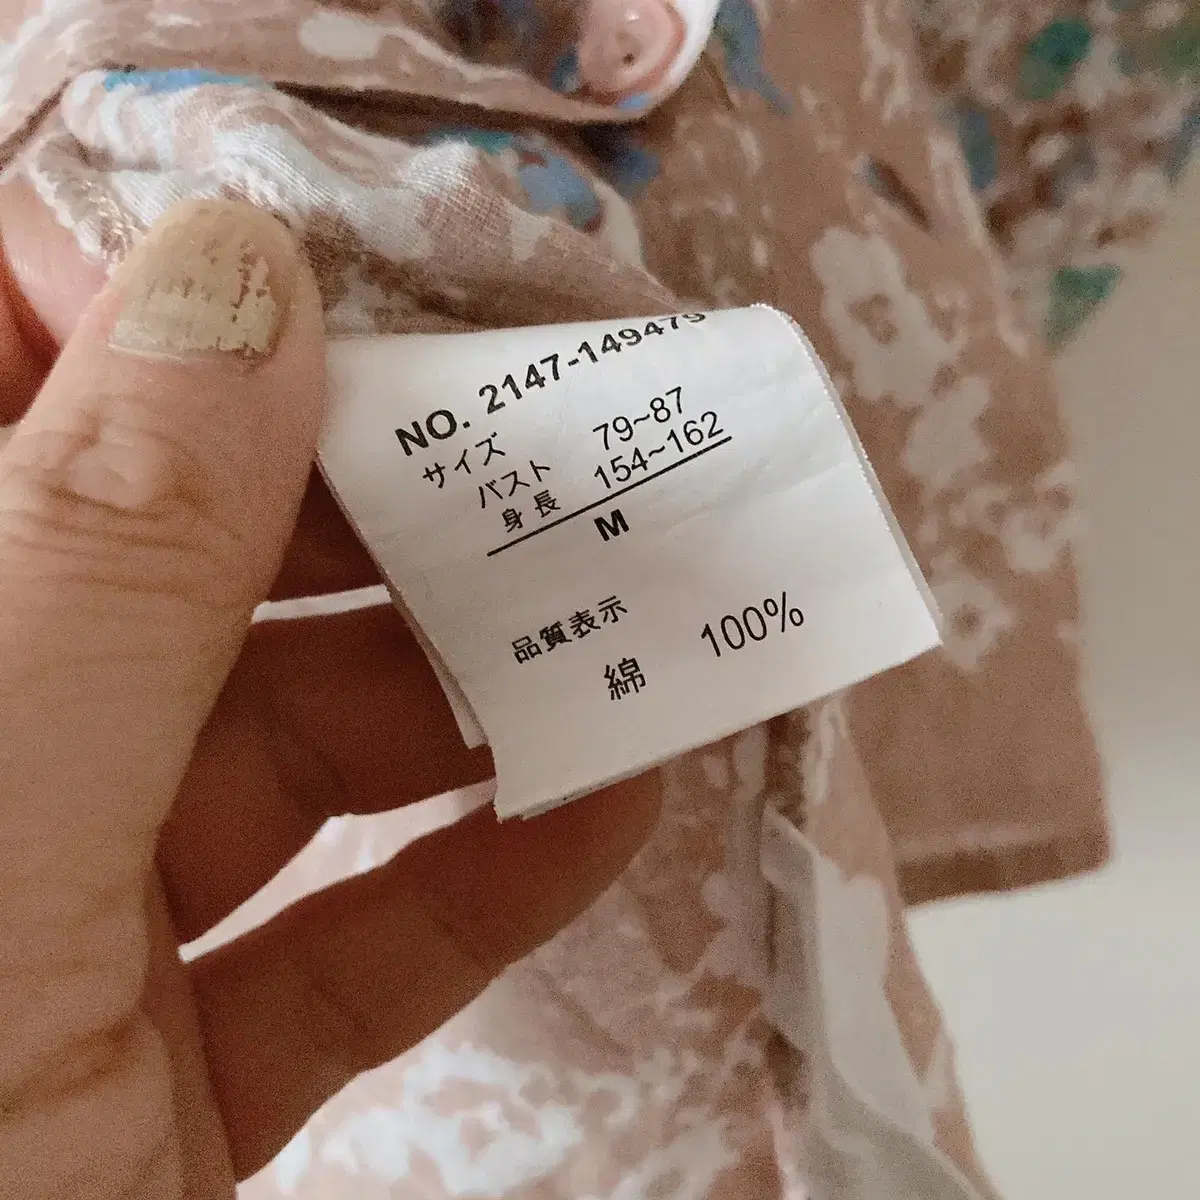 NO. 2147-149479
サイズ
バスト 79~87
身長 154~162
M
品質表示
綿 100%